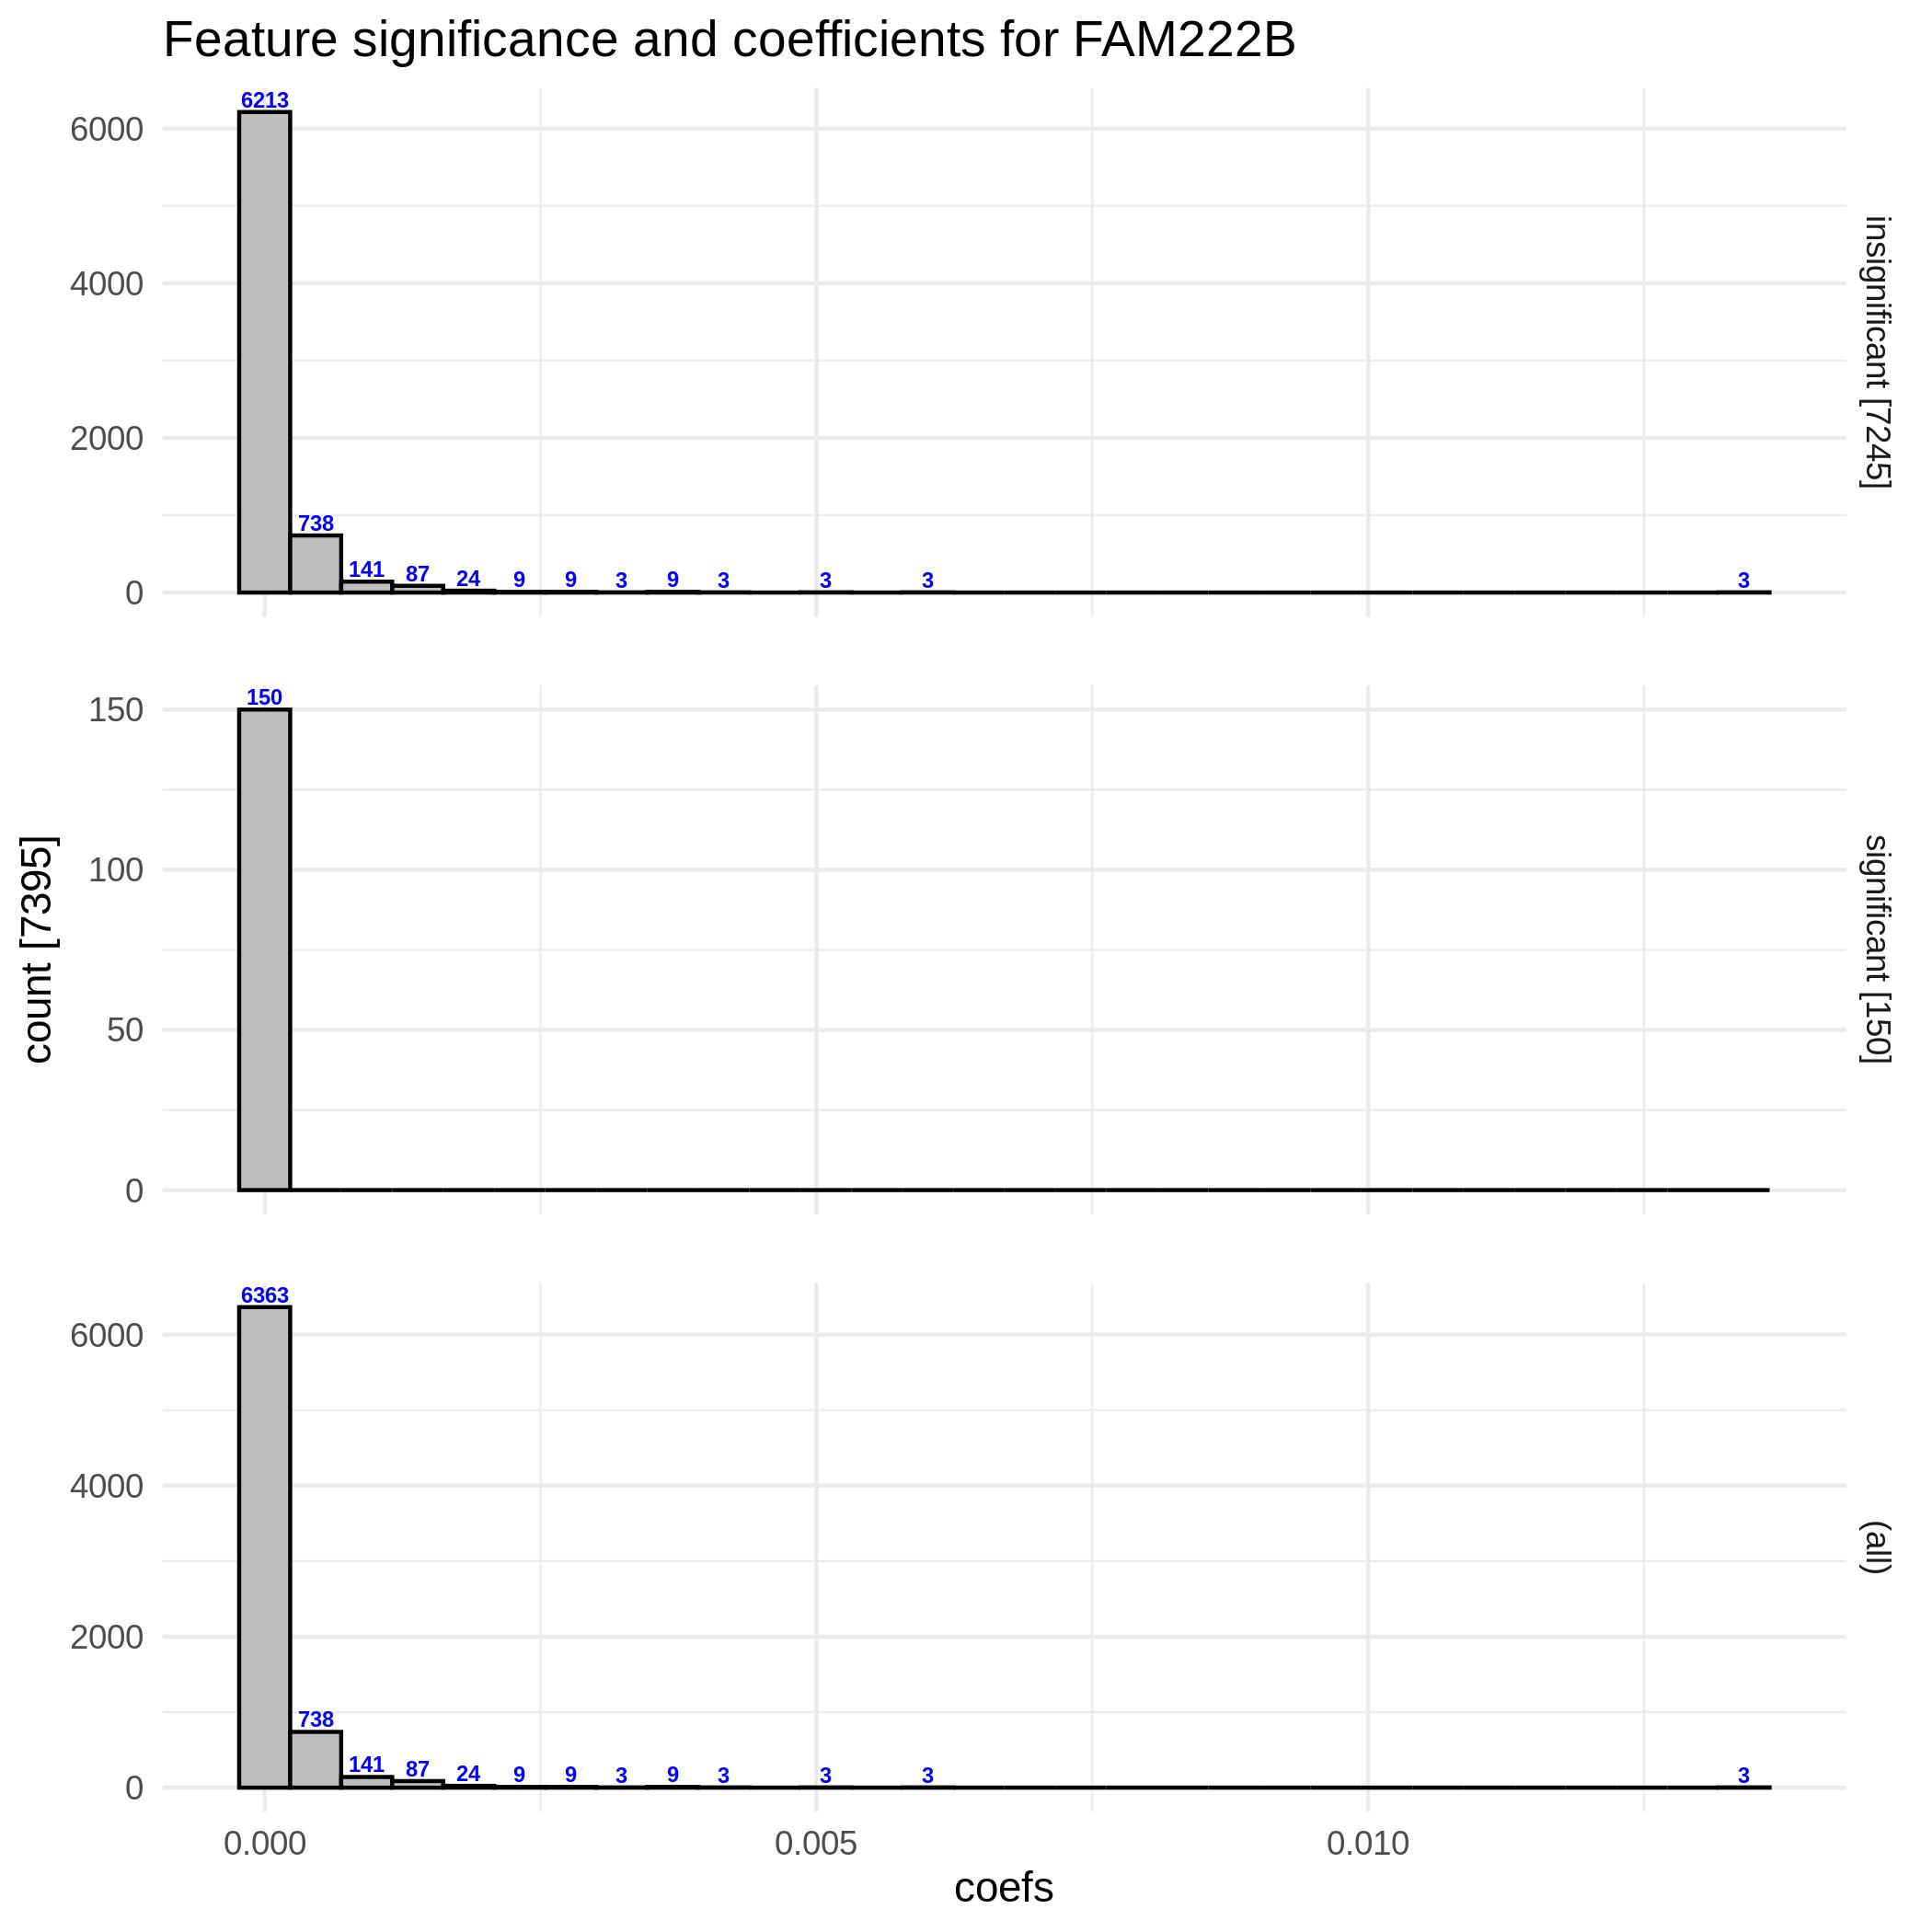 Feature significance and coefficients for FAM222B
6213
6000
4000
2000
738
141 87 24 9 9 3 9 3 3 3 3
0
insignificant [7245]
150
150
100
50
0
significant [150]
count [7395]
6363
6000
4000
2000
738
141 87 24 9 9 3 9 3 3 3 3
0
(all)
0.000 0.005 0.010
coefs